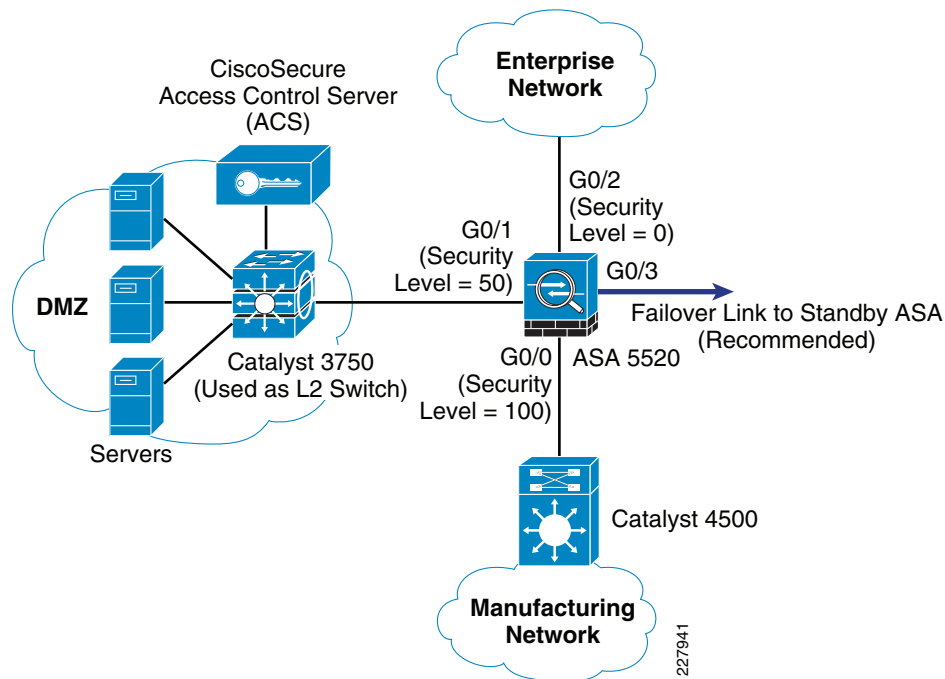 Enterprise
Network
CiscoSecure
Access Control Server
(ACS)
G0/2
(Security
Level = 0)
G0/1
(Security
Level = 50)
G0/3
DMZ
Failover Link to Standby ASA
(Recommended)
Catalyst 3750
(Used as L2 Switch)
G0/0
(Security
Level = 100)
ASA 5520
Servers
Catalyst 4500
Manufacturing
Network
227941